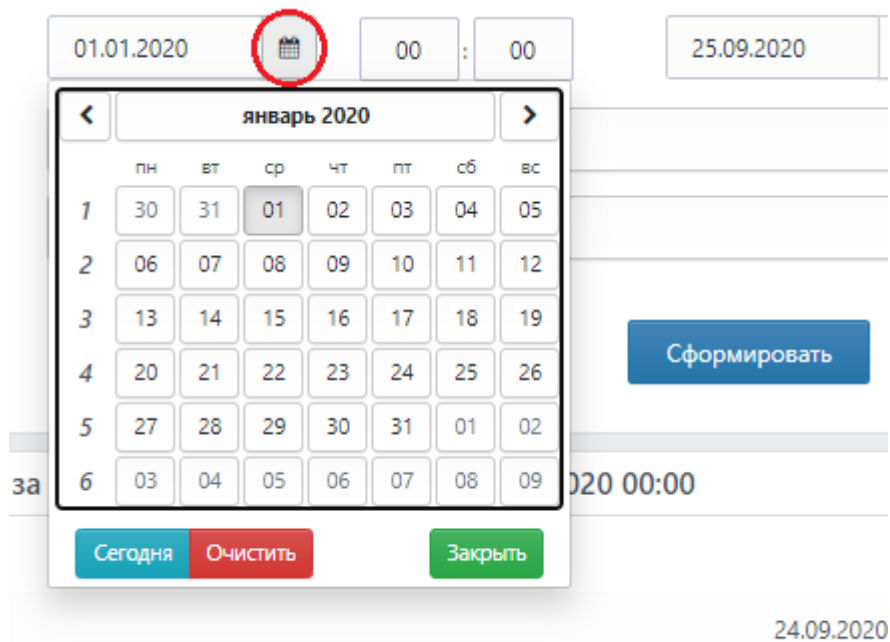 01.01.2020 00 : 00 25.09.2020
январь 2020
пн вт ср чт пт сб вс
1 30 31 01 02 03 04 05
2 06 07 08 09 10 11 12
3 13 14 15 16 17 18 19
Сформировать
4 20 21 22 23 24 25 26
5 27 28 29 30 31 01 02
6 03 04 05 06 07 08 09
за 020 00:00
Сегодня Очистить Закрыть
24.09.2020